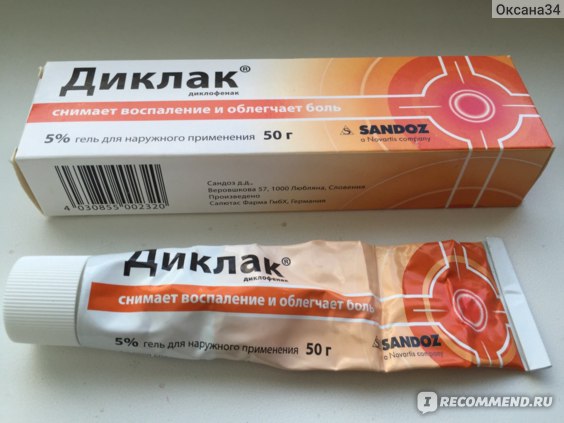 Оксана34
Диклак®
диклофенак
снимает воспаление и облегчает боль
5% гель для наружного применения 50 г
SANDOZ
a Novartis company
Сандоз д.д.,
Веровшкова 57, 1000 Любляна, Словения
Произведено
Салютас Фарма ГмбХ, Германия
4 030855 002320
Диклак®
диклофенак
снимает воспаление и облегчает боль
5% гель для наружного применения 50 г
SANDOZ
a Novartis company
I RECOMMEND.RU